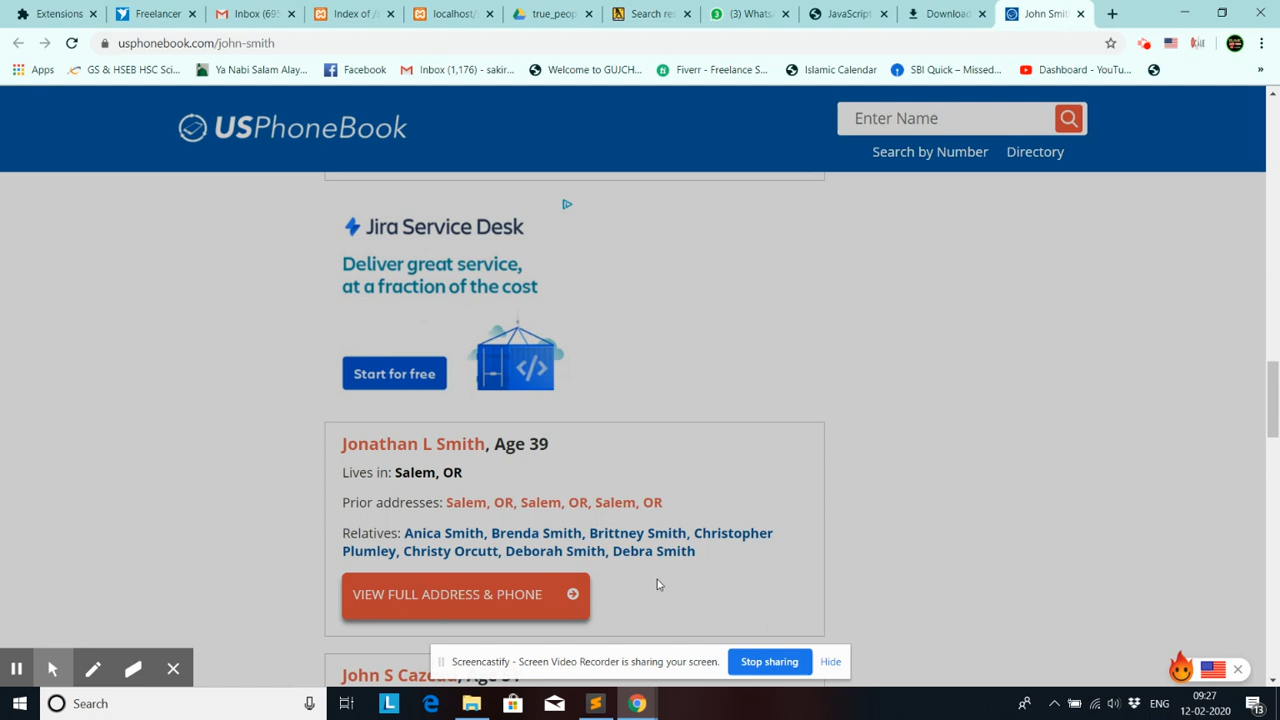 Extensions
Freelancer
Inbox (695
Index of /s
localhost/
true_peop
Search res
(3) Whats
JavaScript
Download
John Smit
usphonebook.com/john-smith
Apps
GS & HSEB HSC Sci...
Ya Nabi Salam Alay...
Facebook
Inbox (1,176) - sakir...
Welcome to GUJCH...
Fiverr - Freelance S...
Islamic Calendar
SBI Quick – Missed...
Dashboard - YouTu...
»
USPhoneBook
Enter Name
Search by Number
Directory
Jira Service Desk
Deliver great service,
at a fraction of the cost
Start for free
</>
Jonathan L Smith, Age 39
Lives in: Salem, OR
Prior addresses: Salem, OR, Salem, OR, Salem, OR
Relatives: Anica Smith, Brenda Smith, Brittney Smith, Christopher
Plumley, Christy Orcutt, Deborah Smith, Debra Smith
VIEW FULL ADDRESS & PHONE
Screencastify - Screen Video Recorder is sharing your screen.
Stop sharing
Hide
John S
Search
L
ENG
09:27
12-02-2020
13